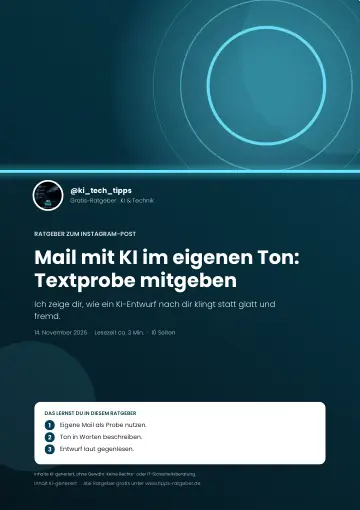 @ki_tech_tipps
Gratis-Ratgeber · KI & Technik
RATGEBER ZUM INSTAGRAM-POST
Mail mit KI im eigenen Ton:
Textprobe mitgeben
Ich zeige dir, wie ein KI-Entwurf nach dir klingt statt glatt und
fremd.
14. November 2026 · Lesezeit ca. 3 Min. · 10 Seiten
DAS LERNST DU IN DIESEM RATGEBER
1 Eigene Mail als Probe nutzen.
2 Ton in Worten beschreiben.
3 Entwurf laut gegenlesen.
Inhalte KI-generiert, ohne Gewähr. Keine Rechts- oder IT-Sicherheitsberatung.
Inhalt KI-generiert · Alle Ratgeber gratis unter www.tipps-ratgeber.de